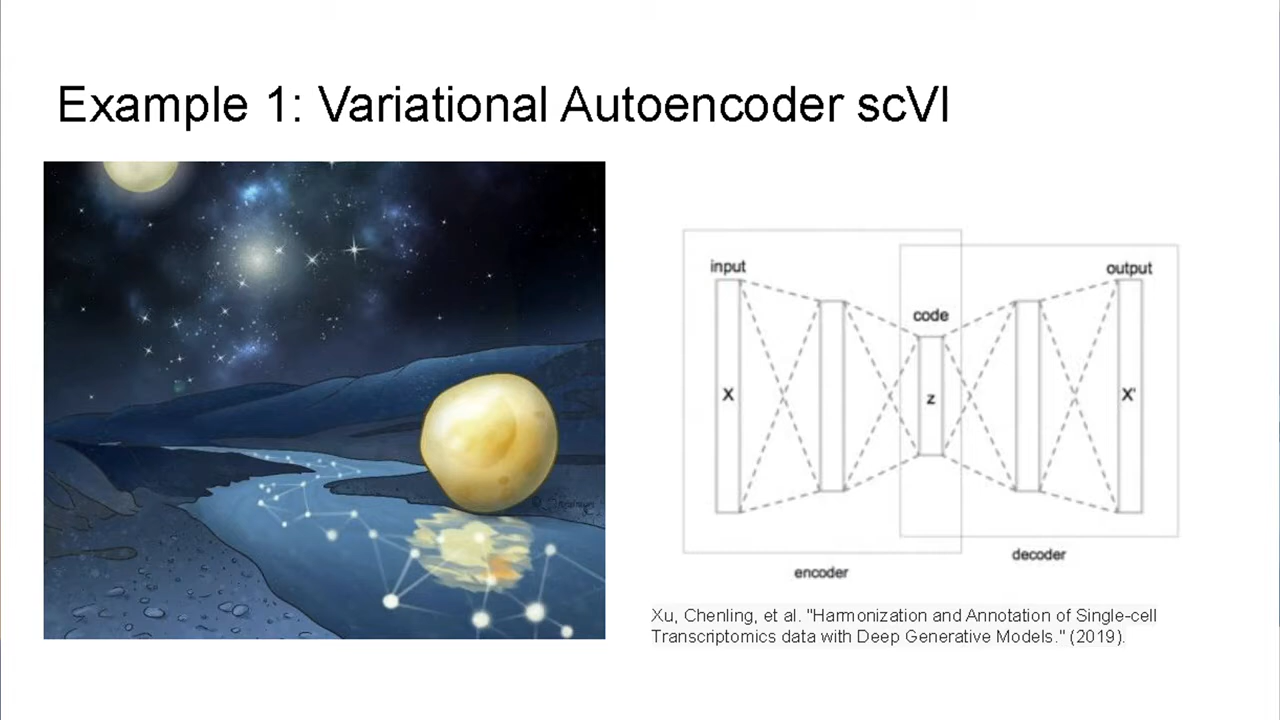 Example 1: Variational Autoencoder scVI
input
output
code
X
z
X'
decoder
encoder
Xu, Chenling, et al. "Harmonization and Annotation of Single-cell
Transcriptomics data with Deep Generative Models." (2019).